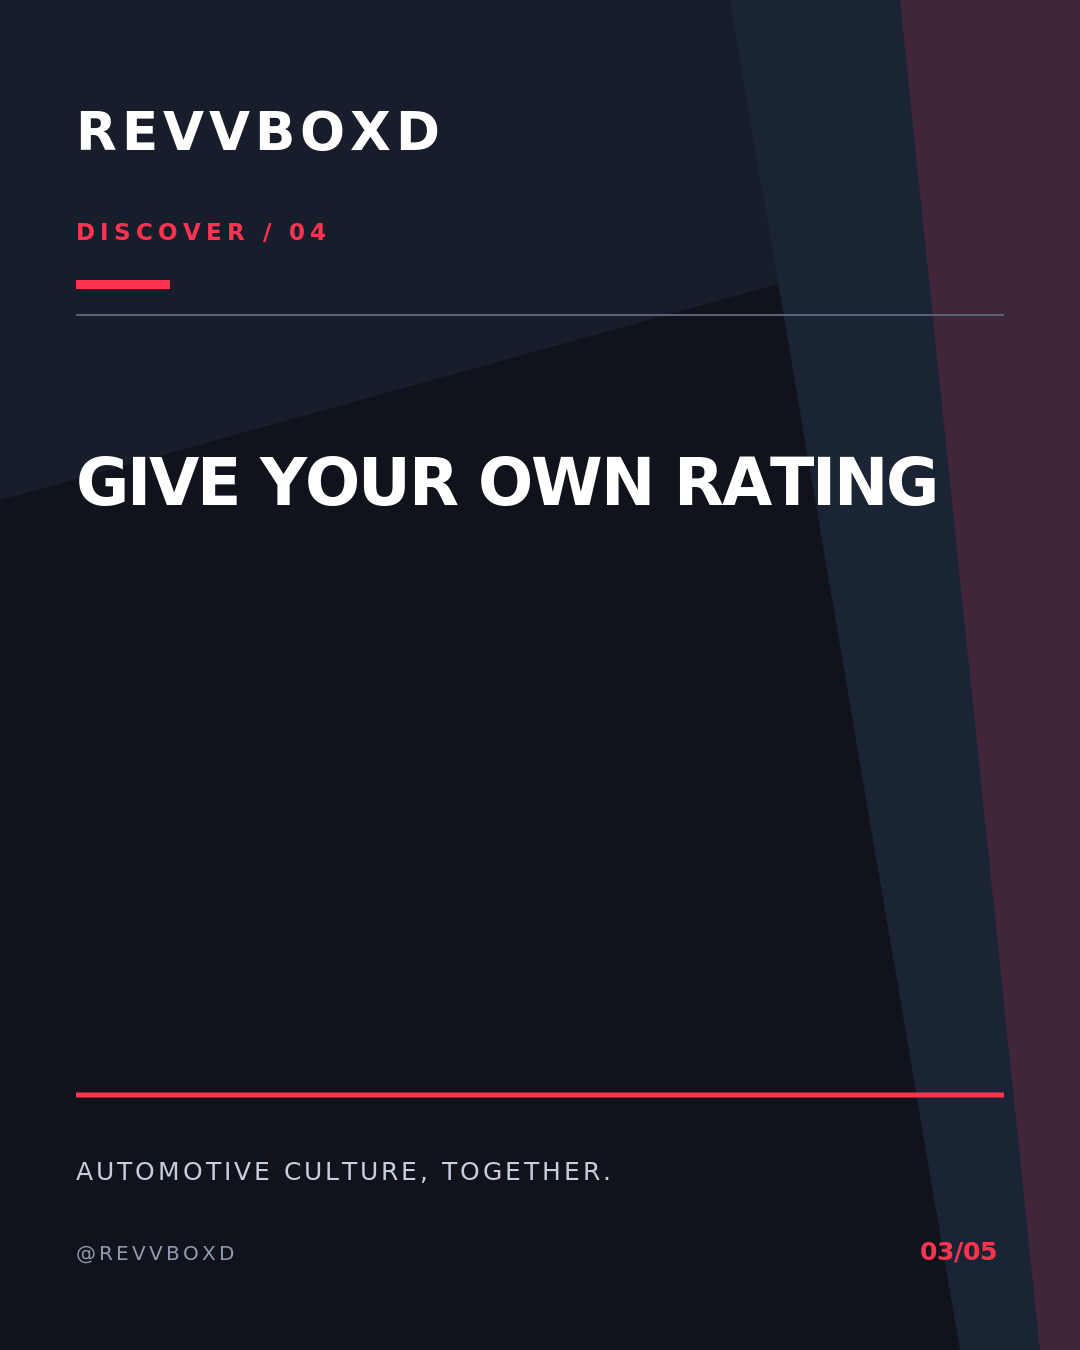 REVVBOXD
DISCOVER / 04
GIVE YOUR OWN RATING
AUTOMOTIVE CULTURE, TOGETHER.
@REVVBOXD
03/05